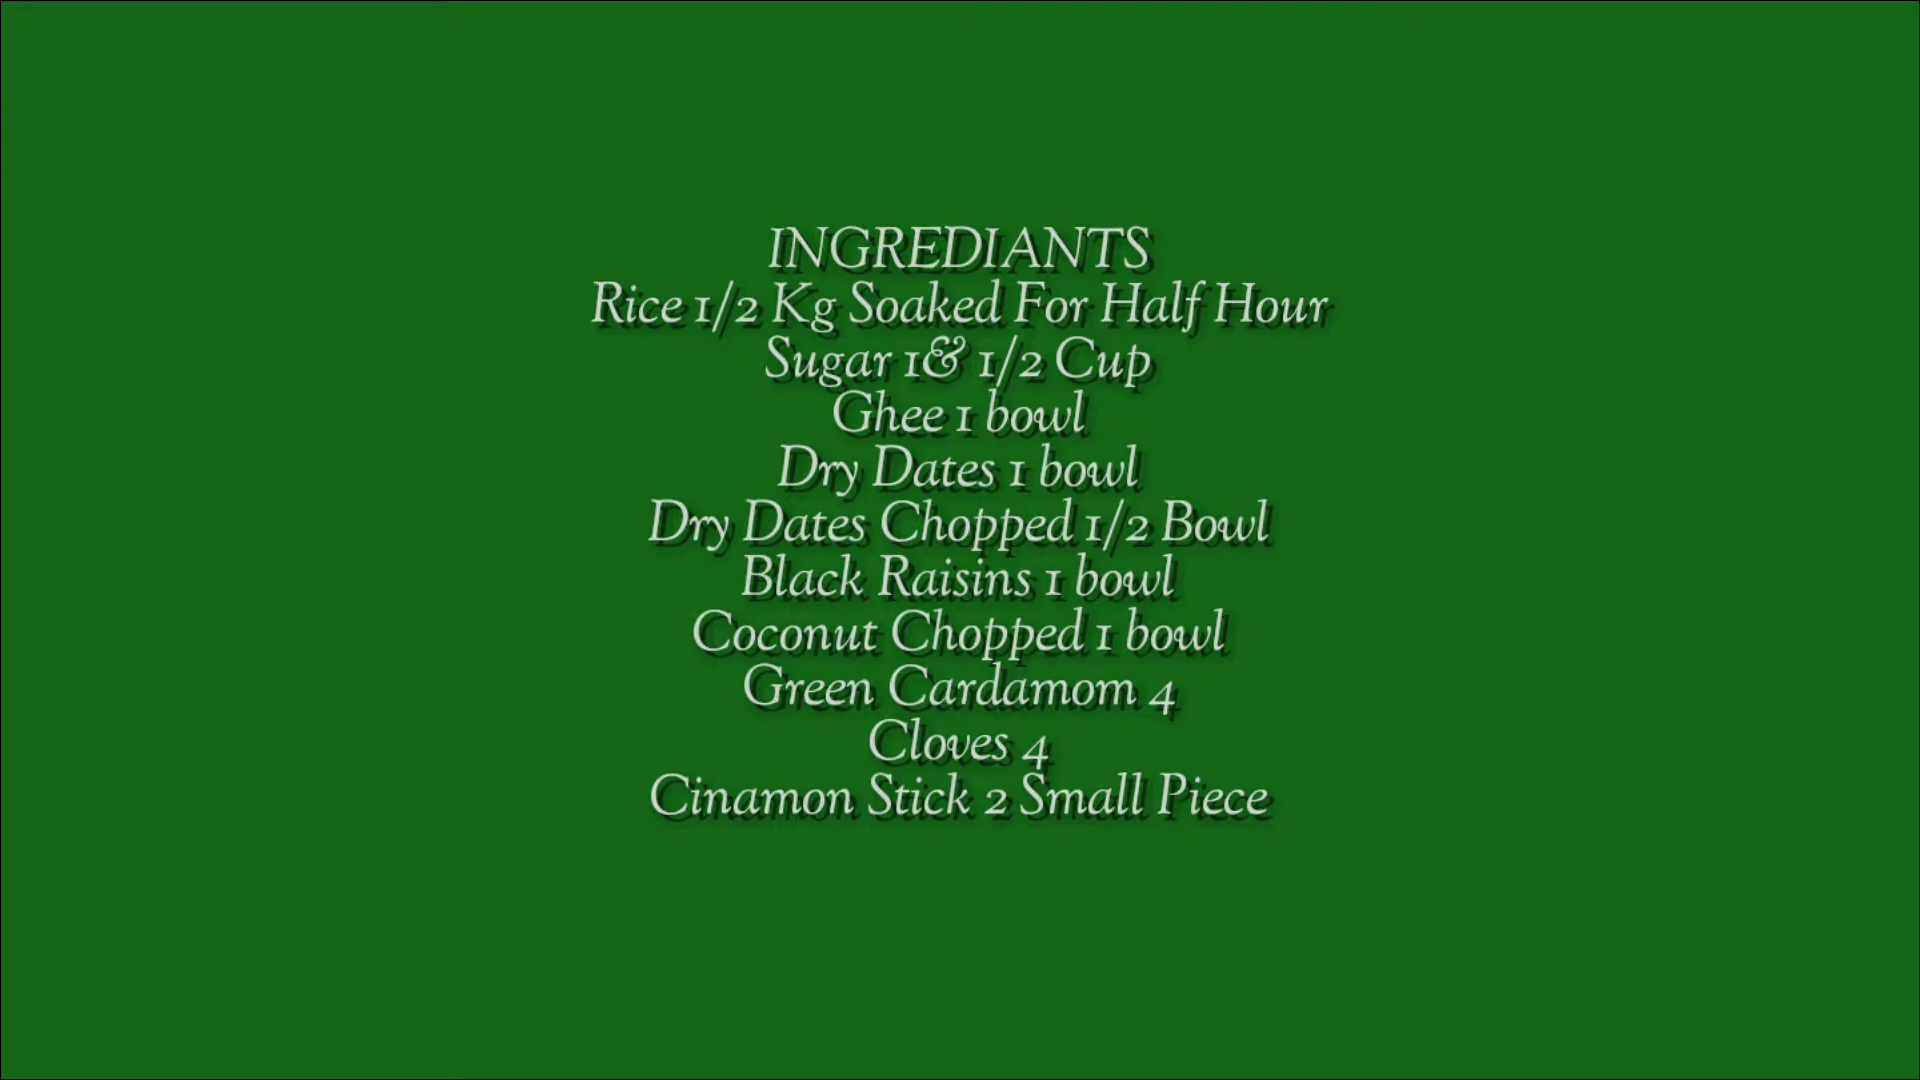 INGREDIANTS
Rice 1/2 Kg Soaked For Half Hour
Sugar 1& 1/2 Cup
Ghee 1 bowl
Dry Dates 1 bowl
Dry Dates Chopped 1/2 Bowl
Black Raisins 1 bowl
Coconut Chopped 1 bowl
Green Cardamom 4
Cloves 4
Cinamon Stick 2 Small Piece